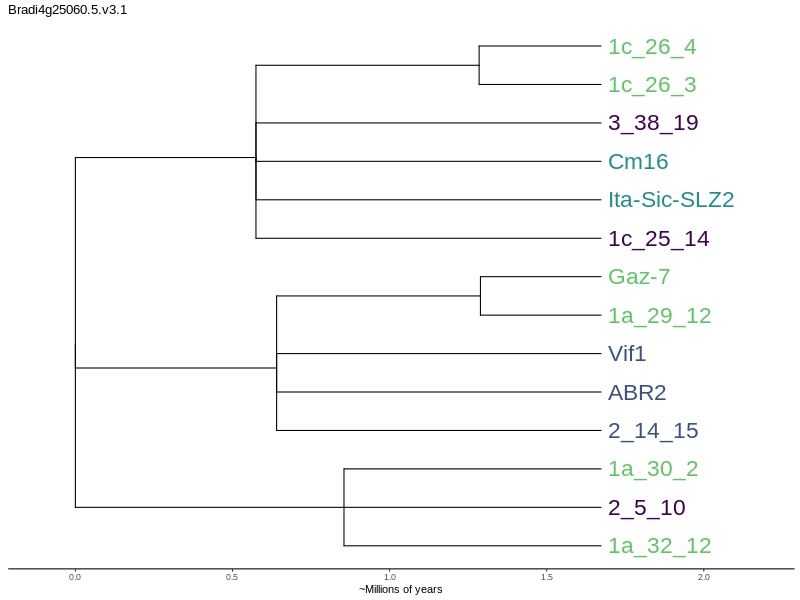 Bradi4g25060.5.v3.1
1c_26_4
1c_26_3
3_38_19
Cm16
Ita-Sic-SLZ2
1c_25_14
Gaz-7
1a_29_12
Vif1
ABR2
2_14_15
1a_30_2
2_5_10
1a_32_12
0.0 0.5 1.0 1.5 2.0
~Millions of years